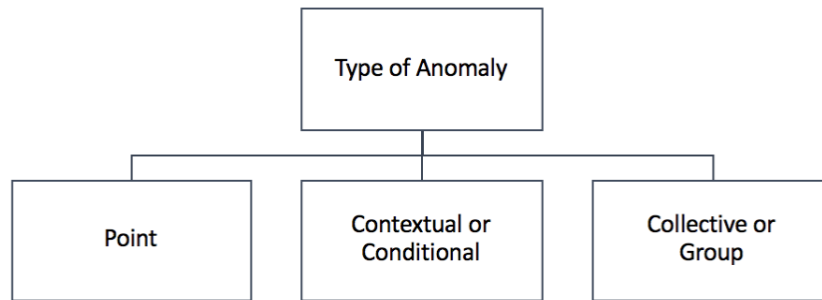 Type of Anomaly
Point
Contextual or
Conditional
Collective or
Group